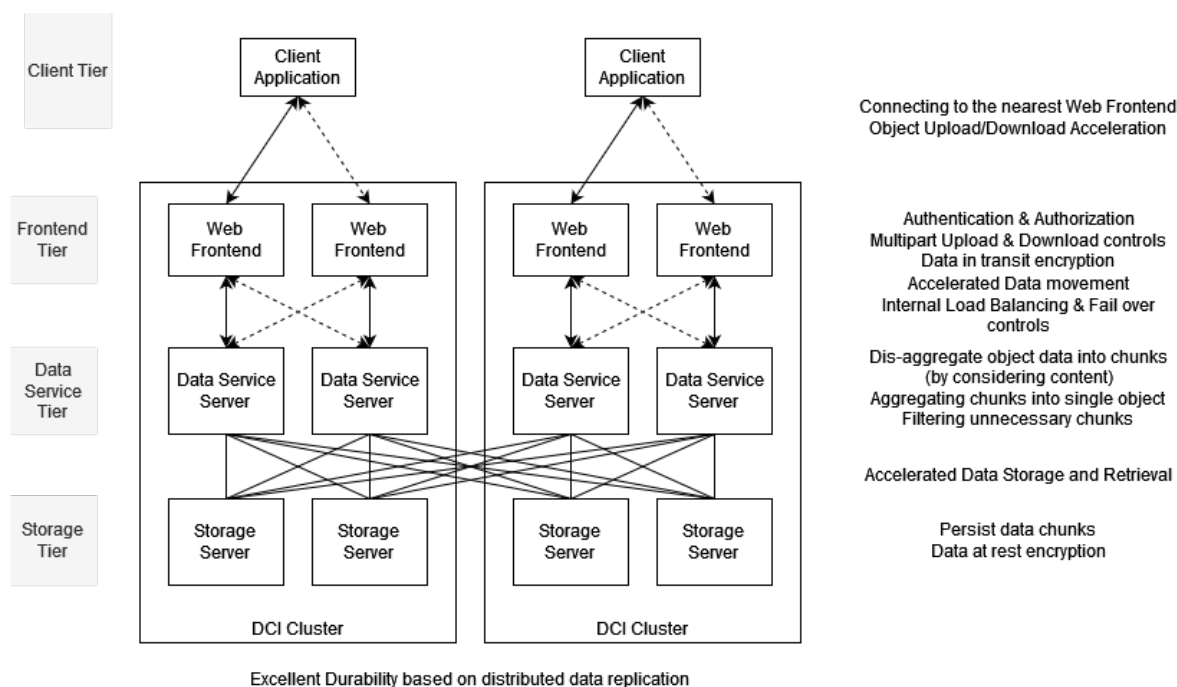 Client Tier
Client
Application
Client
Application
Connecting to the nearest Web Frontend
Object Upload/Download Acceleration
Frontend
Tier
Web
Frontend
Web
Frontend
Web
Frontend
Web
Frontend
Authentication & Authorization
Multipart Upload & Download controls
Data in transit encryption
Accelerated Data movement
Internal Load Balancing & Fail over
controls
Data
Service
Tier
Data Service
Server
Data Service
Server
Data Service
Server
Data Service
Server
Dis-aggregate object data into chunks
(by considering content)
Aggregating chunks into single object
Filtering unnecessary chunks
Accelerated Data Storage and Retrieval
Storage
Tier
Storage
Server
Storage
Server
Storage
Server
Storage
Server
Persist data chunks
Data at rest encryption
DCI Cluster
DCI Cluster
Excellent Durability based on distributed data replication